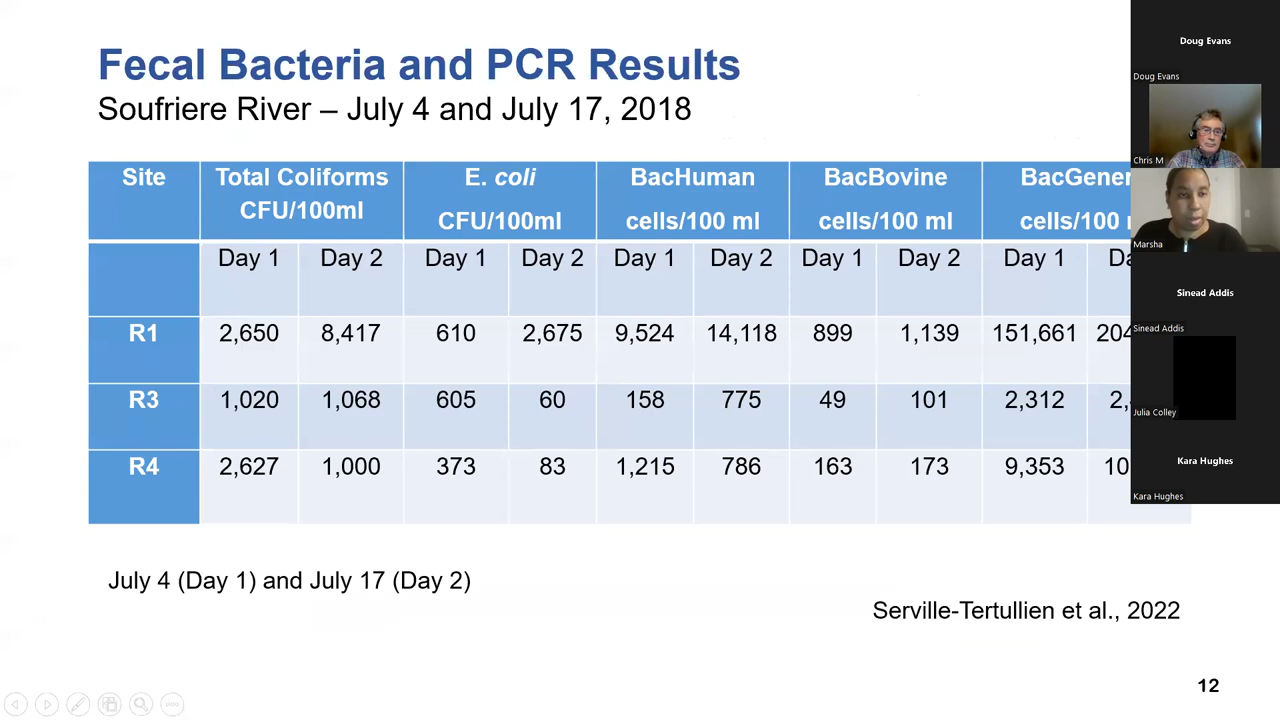 Fecal Bacteria and PCR Results
Soufriere River – July 4 and July 17, 2018
Site Total Coliforms CFU/100ml E. coli CFU/100ml BacHuman cells/100 ml BacBovine cells/100 ml BacGener cells/100
Day 1 Day 2 Day 1 Day 2 Day 1 Day 2 Day 1 Day 2 Day 1
R1 2,650 8,417 610 2,675 9,524 14,118 899 1,139 151,661 204
R3 1,020 1,068 605 60 158 775 49 101 2,312 2,
R4 2,627 1,000 373 83 1,215 786 163 173 9,353 10
July 4 (Day 1) and July 17 (Day 2)
Serville-Tertullien et al., 2022
12
Doug Evans
Doug Evans
Chris M
Marsha
Sinead Addis
Sinead Addis
Julia Colley
Kara Hughes
Kara Hughes